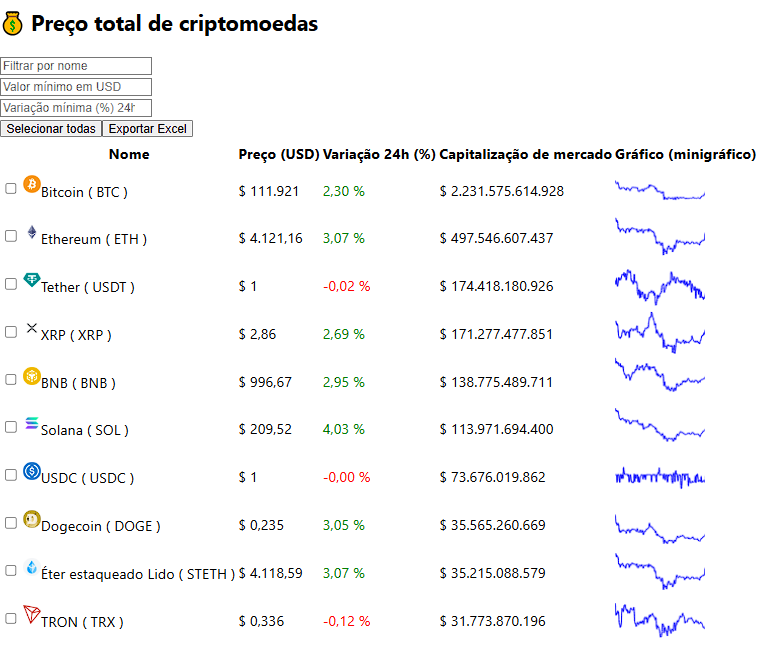 Preço total de criptomoedas
Filtrar por nome
Valor mínimo em USD
Variação mínima (%) 24h
Selecionar todas Exportar Excel
Nome Preço (USD) Variação 24h (%) Capitalização de mercado Gráfico (minigráfico)
Bitcoin ( BTC ) $ 111.921 2,30 % $ 2.231.575.614.928
Ethereum ( ETH ) $ 4.121,16 3,07 % $ 497.546.607.437
Tether ( USDT ) $ 1 -0,02 % $ 174.418.180.926
XRP ( XRP ) $ 2,86 2,69 % $ 171.277.477.851
BNB ( BNB ) $ 996,67 2,95 % $ 138.775.489.711
Solana ( SOL ) $ 209,52 4,03 % $ 113.971.694.400
USDC ( USDC ) $ 1 -0,00 % $ 73.676.019.862
Dogecoin ( DOGE ) $ 0,235 3,05 % $ 35.565.260.669
Éter estaqueado Lido ( STETH ) $ 4.118,59 3,07 % $ 35.215.088.579
TRON ( TRX ) $ 0,336 -0,12 % $ 31.773.870.196